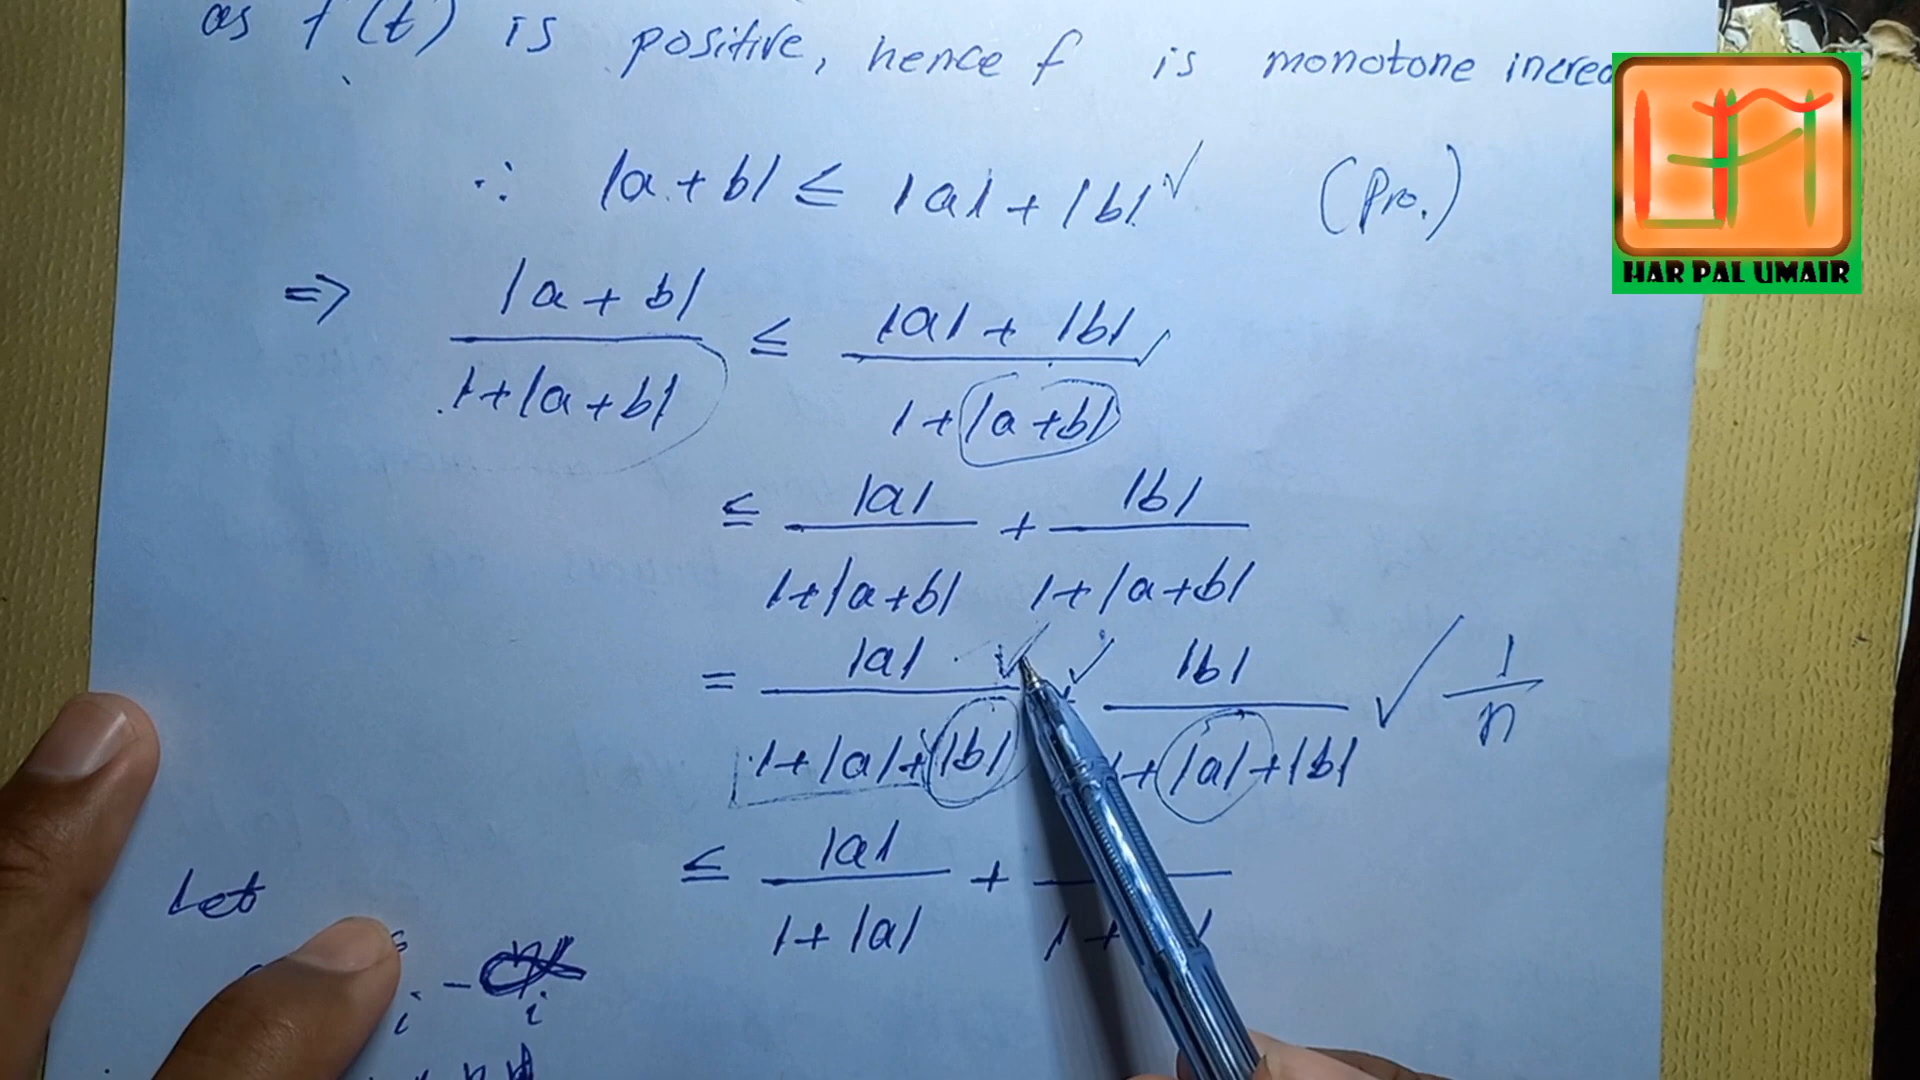 as f'(t) is positive, hence f is monotone increa
HAR PAL UMAIR
∴ |a+b| ≤ |a| + |b| ✓ (Pro.)
⇒ |a+b| / 1+|a+b| ≤ |a| + |b| / 1+|a+b|
≤ |a| / 1+|a+b| + |b| / 1+|a+b|
= |a| / 1+|a|+|b| ✓ ✓ |b| / 1+|a|+|b| ✓ 1/n
≤ |a| / 1+|a| +
Let
i - i